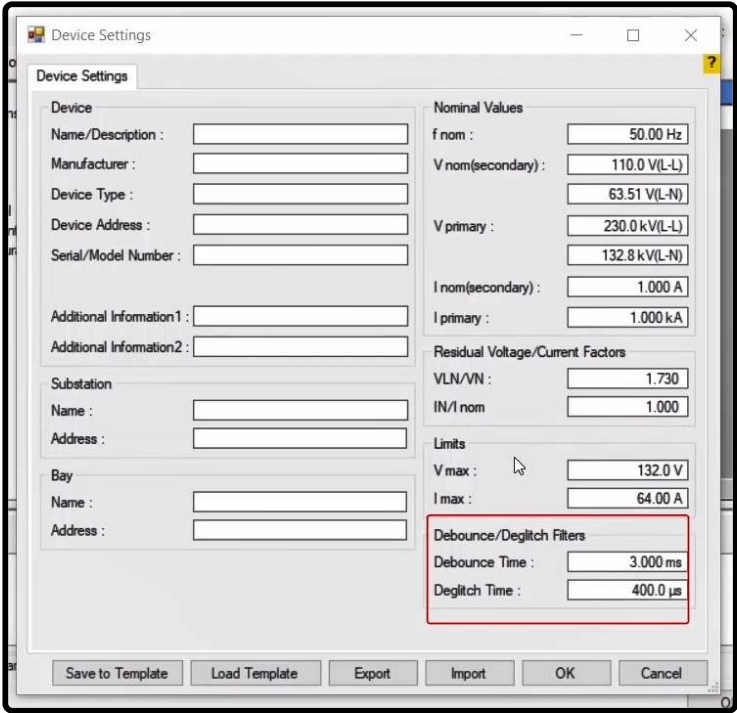 Device Settings
?
Device Settings
Device
Name/Description :
Manufacturer :
Device Type :
Device Address :
Serial/Model Number :
Additional Information1 :
Additional Information2 :
Substation
Name :
Address :
Bay
Name :
Address :
Nominal Values
f nom : 50.00 Hz
V nom(secondary) : 110.0 V(L-L)
63.51 V(L-N)
V primary : 230.0 kV(L-L)
132.8 kV(L-N)
I nom(secondary) : 1.000 A
I primary : 1.000 kA
Residual Voltage/Current Factors
VLN/VN : 1.730
IN/I nom 1.000
Limits
V max : 132.0 V
I max : 64.00 A
Debounce/Deglitch Filters
Debounce Time : 3.000 ms
Deglitch Time : 400.0 µs
Save to Template Load Template Export Import OK Cancel